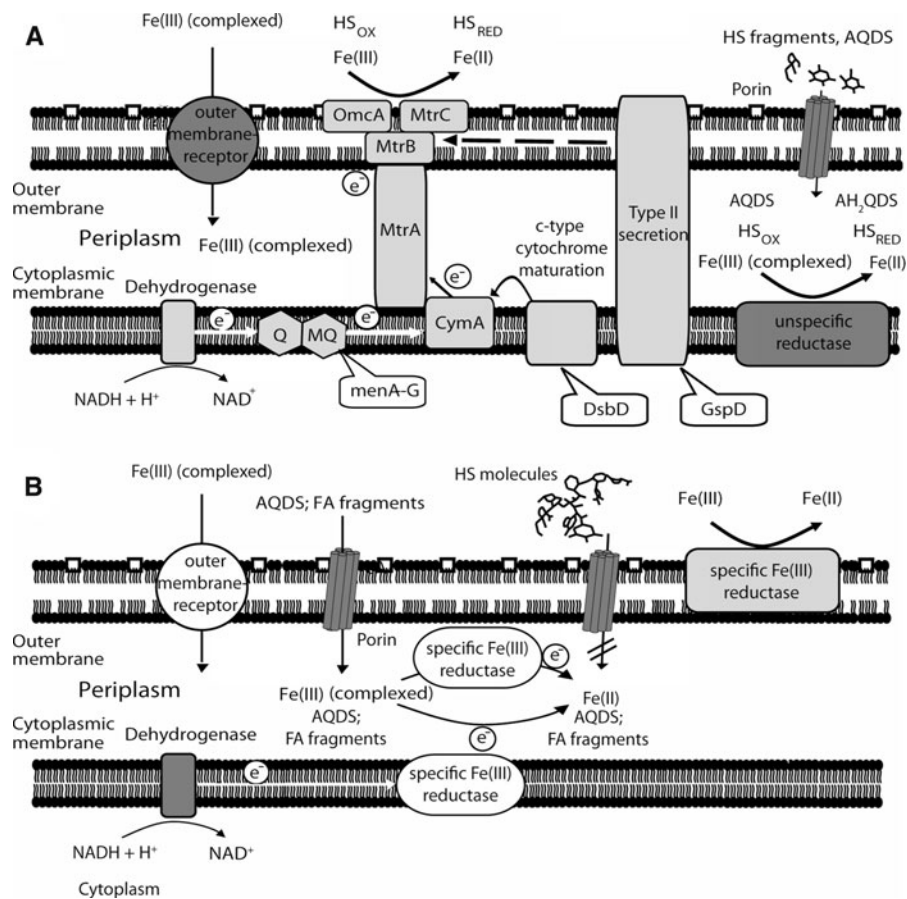 A
Fe(III) (complexed)
HS_OX
HS_RED
Fe(III)
Fe(II)
HS fragments, AQDS
Porin
outer
membrane-
receptor
OmcA
MtrC
MtrB
e⁻
MtrA
Outer
membrane
Periplasm
Fe(III) (complexed)
c-type
cytochrome
maturation
Type II
secretion
AQDS
AH₂QDS
HS_OX
HS_RED
Fe(III) (complexed)
Fe(II)
Cytoplasmic
membrane
Dehydrogenase
e⁻
Q
MQ
e⁻
e⁻
CymA
unspecific
reductase
NADH + H⁺
NAD⁺
menA-G
DsbD
GspD
B
Fe(III) (complexed)
AQDS; FA fragments
HS molecules
Fe(III)
Fe(II)
outer
membrane-
receptor
specific Fe(III)
reductase
Outer
membrane
Porin
specific Fe(III)
reductase
e⁻
Periplasm
Fe(III) (complexed)
AQDS;
FA fragments
Fe(II)
AQDS;
FA fragments
e⁻
Cytoplasmic
membrane
Dehydrogenase
e⁻
specific Fe(III)
reductase
NADH + H⁺
NAD⁺
Cytoplasm